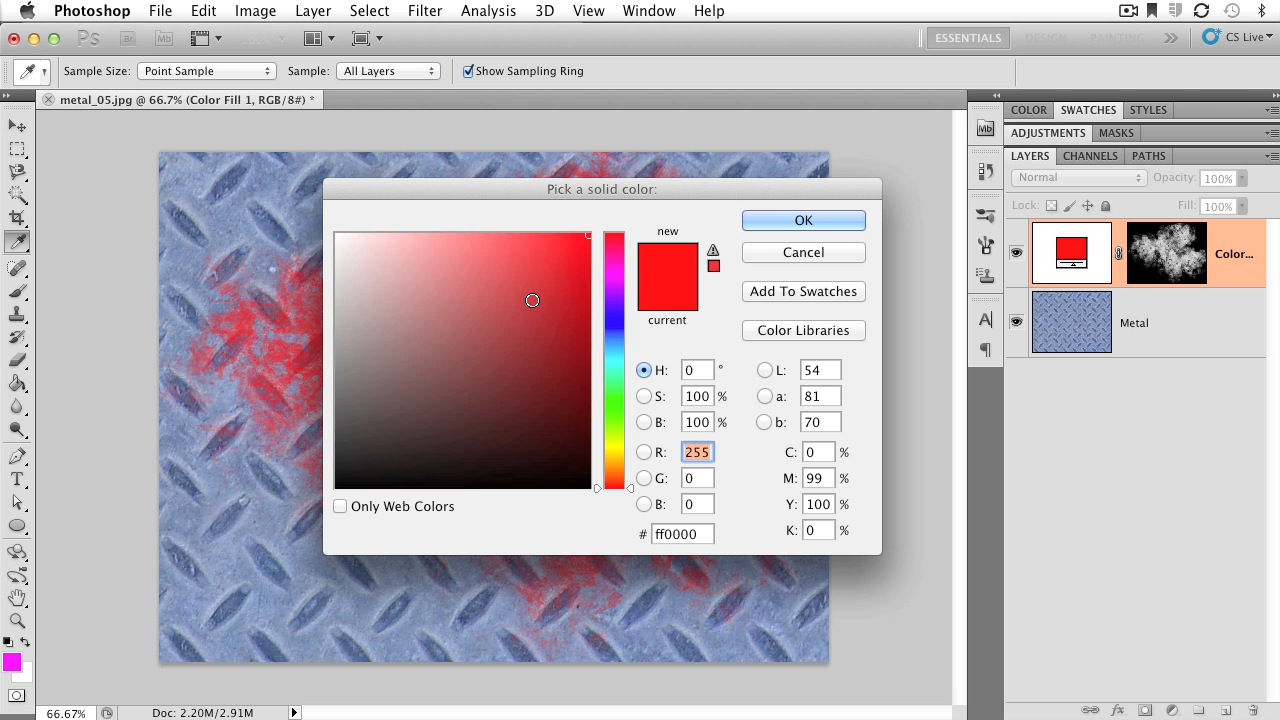 Photoshop File Edit Image Layer Select Filter Analysis 3D View Window Help
Ps Br Mb ESSENTIALS DESIGN PAINTING CS Live
Sample Size: Point Sample Sample: All Layers Show Sampling Ring
metal_05.jpg @ 66.7% (Color Fill 1, RGB/8#) *
COLOR SWATCHES STYLES
Mb
ADJUSTMENTS MASKS
LAYERS CHANNELS PATHS
Normal Opacity: 100%
Lock: Fill: 100%
Color...
Metal
Pick a solid color:
new
current
OK
Cancel
Add To Swatches
Color Libraries
H: 0 ° L: 54
S: 100 % a: 81
B: 100 % b: 70
R: 255 C: 0 %
G: 0 M: 99 %
B: 0 Y: 100 %
# ff0000 K: 0 %
Only Web Colors
66.67% Doc: 2.20M/2.91M